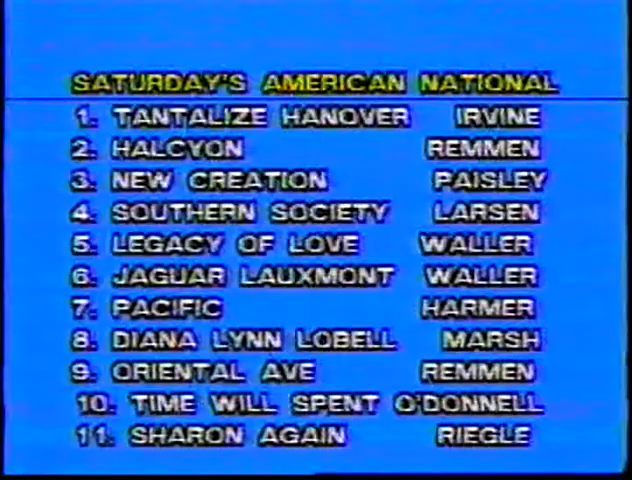 SATURDAY'S AMERICAN NATIONAL
1. TANTALIZE HANOVER IRVINE
2. HALCYON REMMEN
3. NEW CREATION PAISLEY
4. SOUTHERN SOCIETY LARSEN
5. LEGACY OF LOVE WALLER
6. JAGUAR LAUXMONT WALLER
7. PACIFIC HARMER
8. DIANA LYNN LOBELL MARSH
9. ORIENTAL AVE REMMEN
10. TIME WILL SPENT O'DONNELL
11. SHARON AGAIN RIEGLE